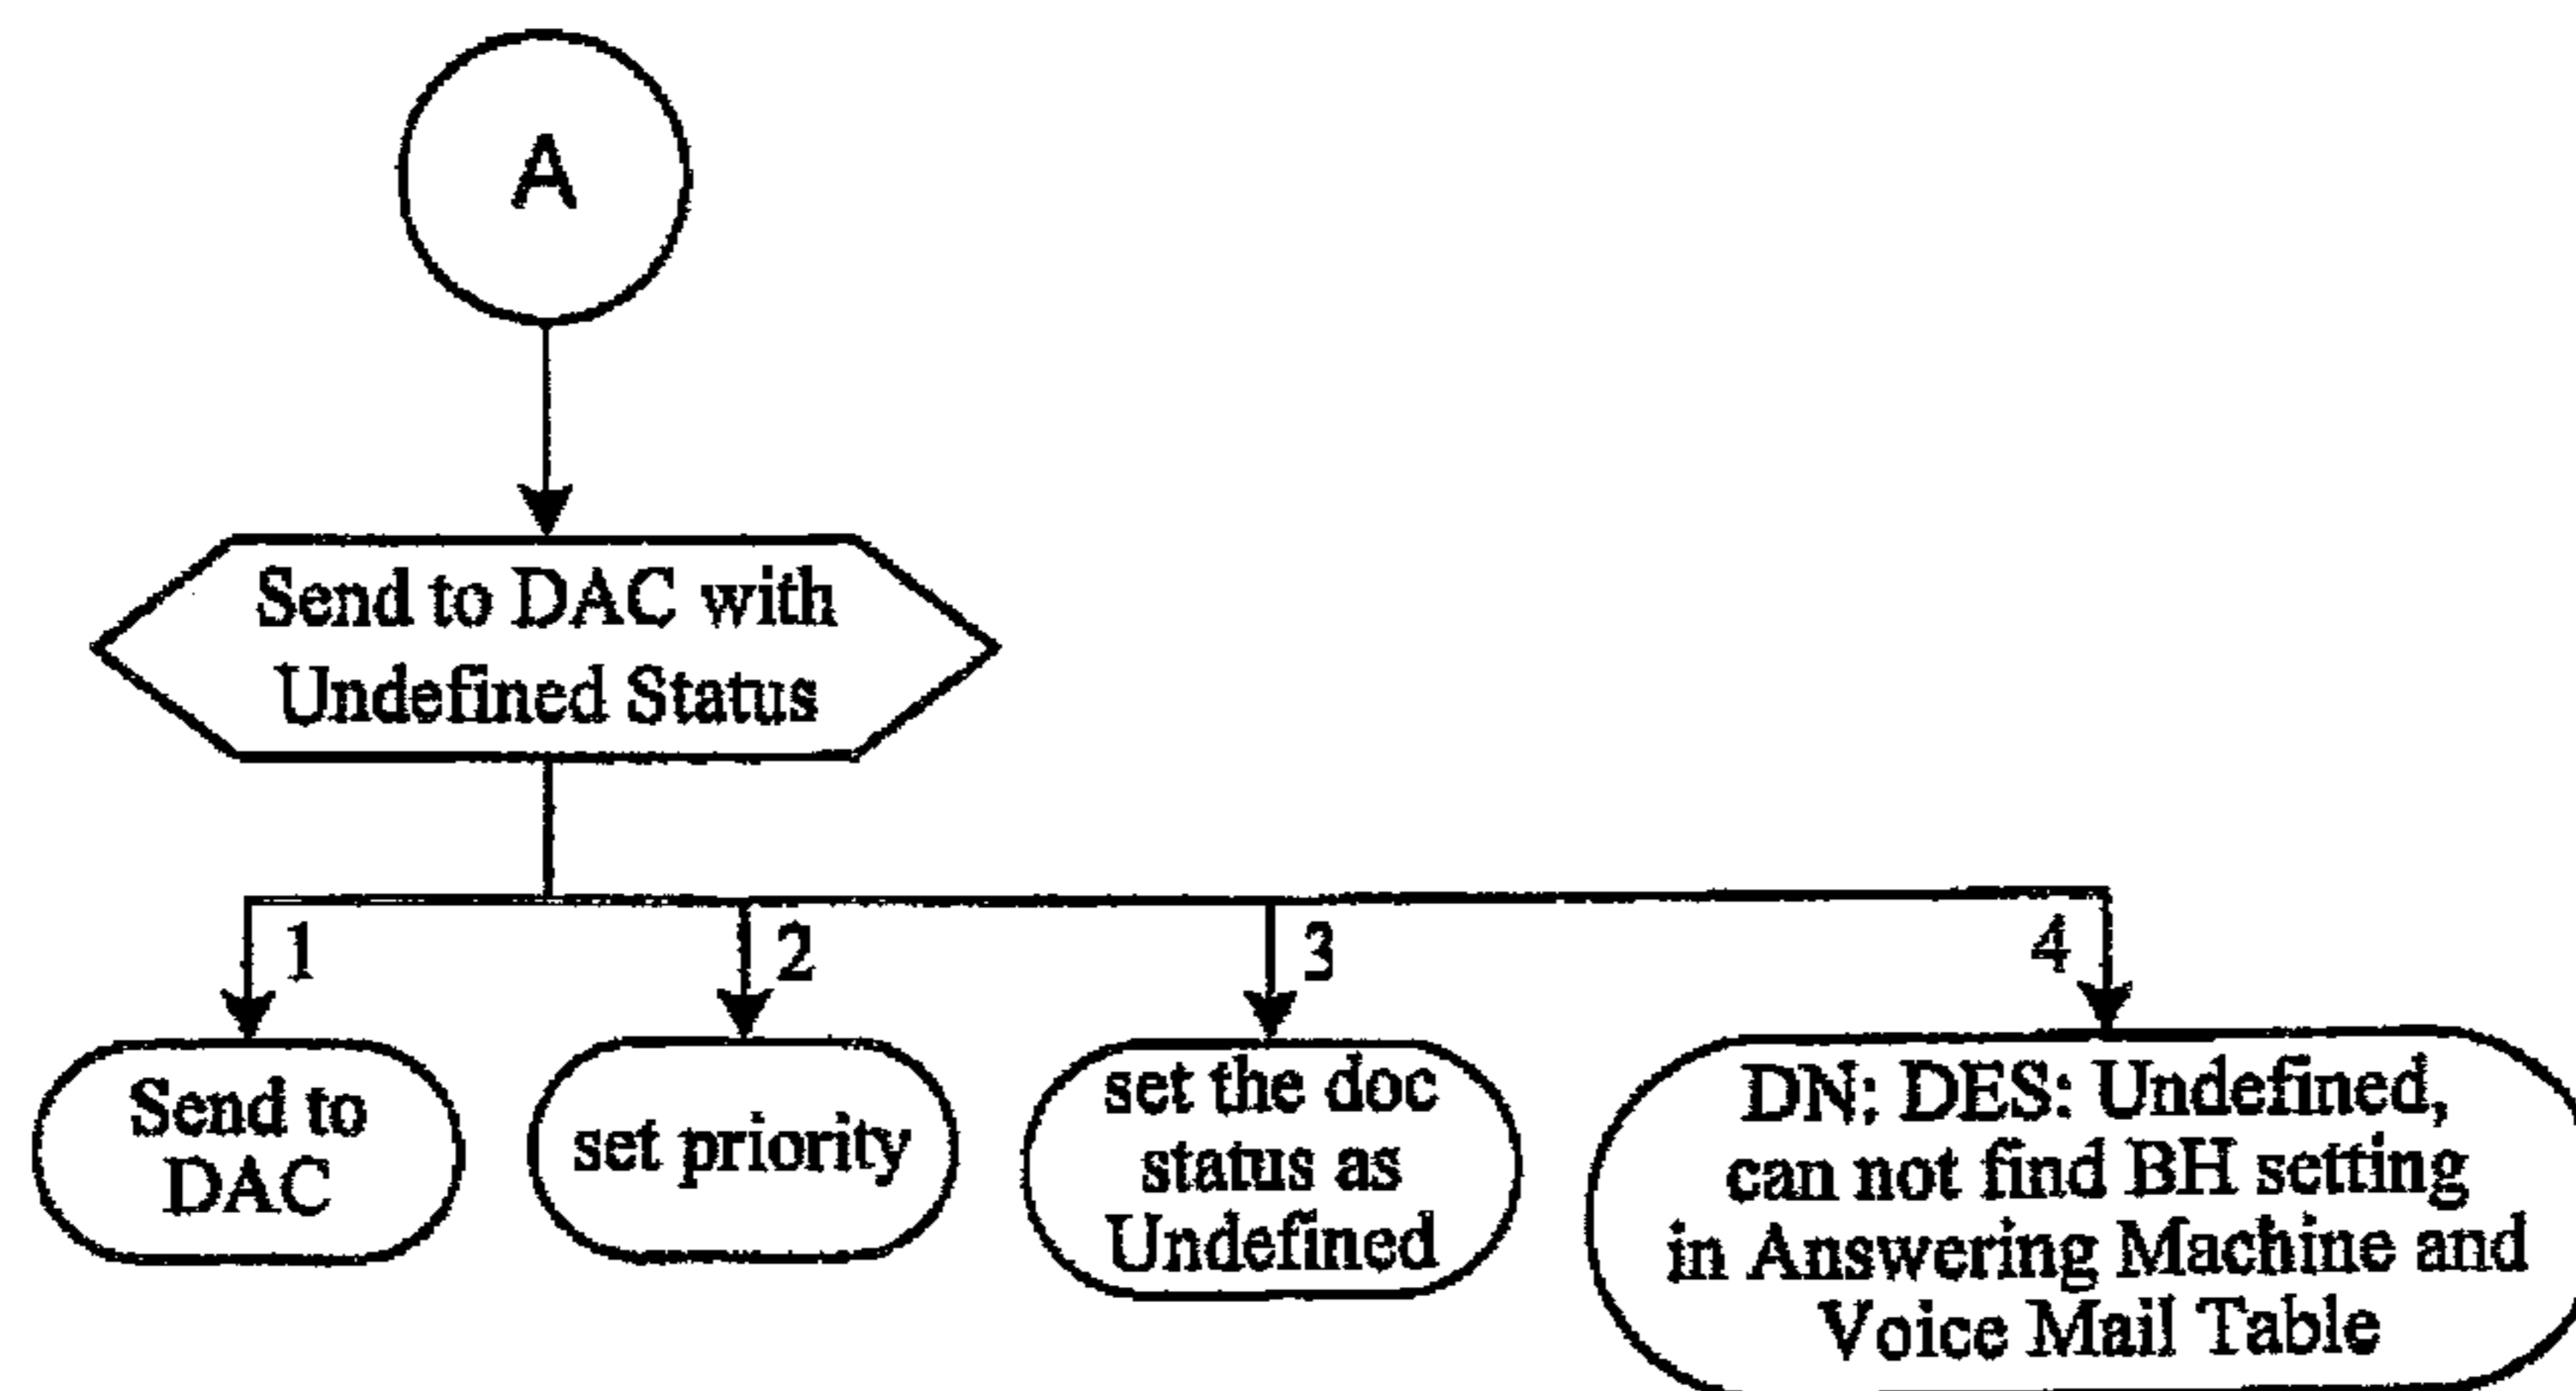 A
Send to DAC with
Undefined Status
1
2
3
4
Send to
DAC
set priority
set the doc
status as
Undefined
DN: DES: Undefined,
can not find BH setting
in Answering Machine and
Voice Mail Table